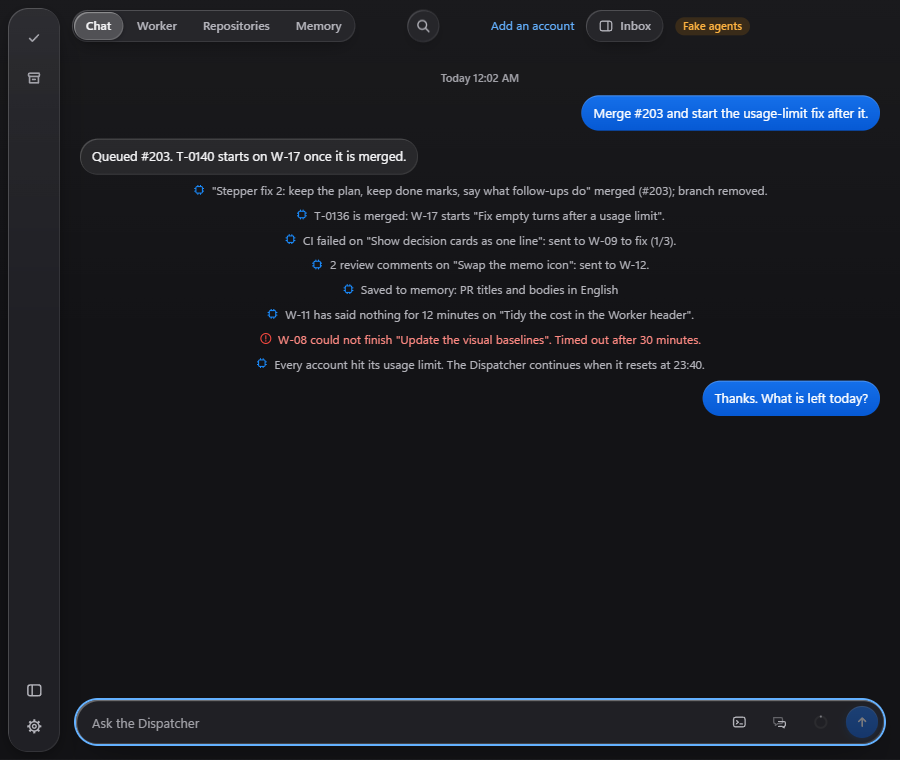 Chat
Worker
Repositories
Memory
Add an account
Inbox
Fake agents
Today 12:02 AM
Merge #203 and start the usage-limit fix after it.
Queued #203. T-0140 starts on W-17 once it is merged.
"Stepper fix 2: keep the plan, keep done marks, say what follow-ups do" merged (#203); branch removed.
T-0136 is merged: W-17 starts "Fix empty turns after a usage limit".
CI failed on "Show decision cards as one line": sent to W-09 to fix (1/3).
2 review comments on "Swap the memo icon": sent to W-12.
Saved to memory: PR titles and bodies in English
W-11 has said nothing for 12 minutes on "Tidy the cost in the Worker header".
W-08 could not finish "Update the visual baselines". Timed out after 30 minutes.
Every account hit its usage limit. The Dispatcher continues when it resets at 23:40.
Thanks. What is left today?
Ask the Dispatcher